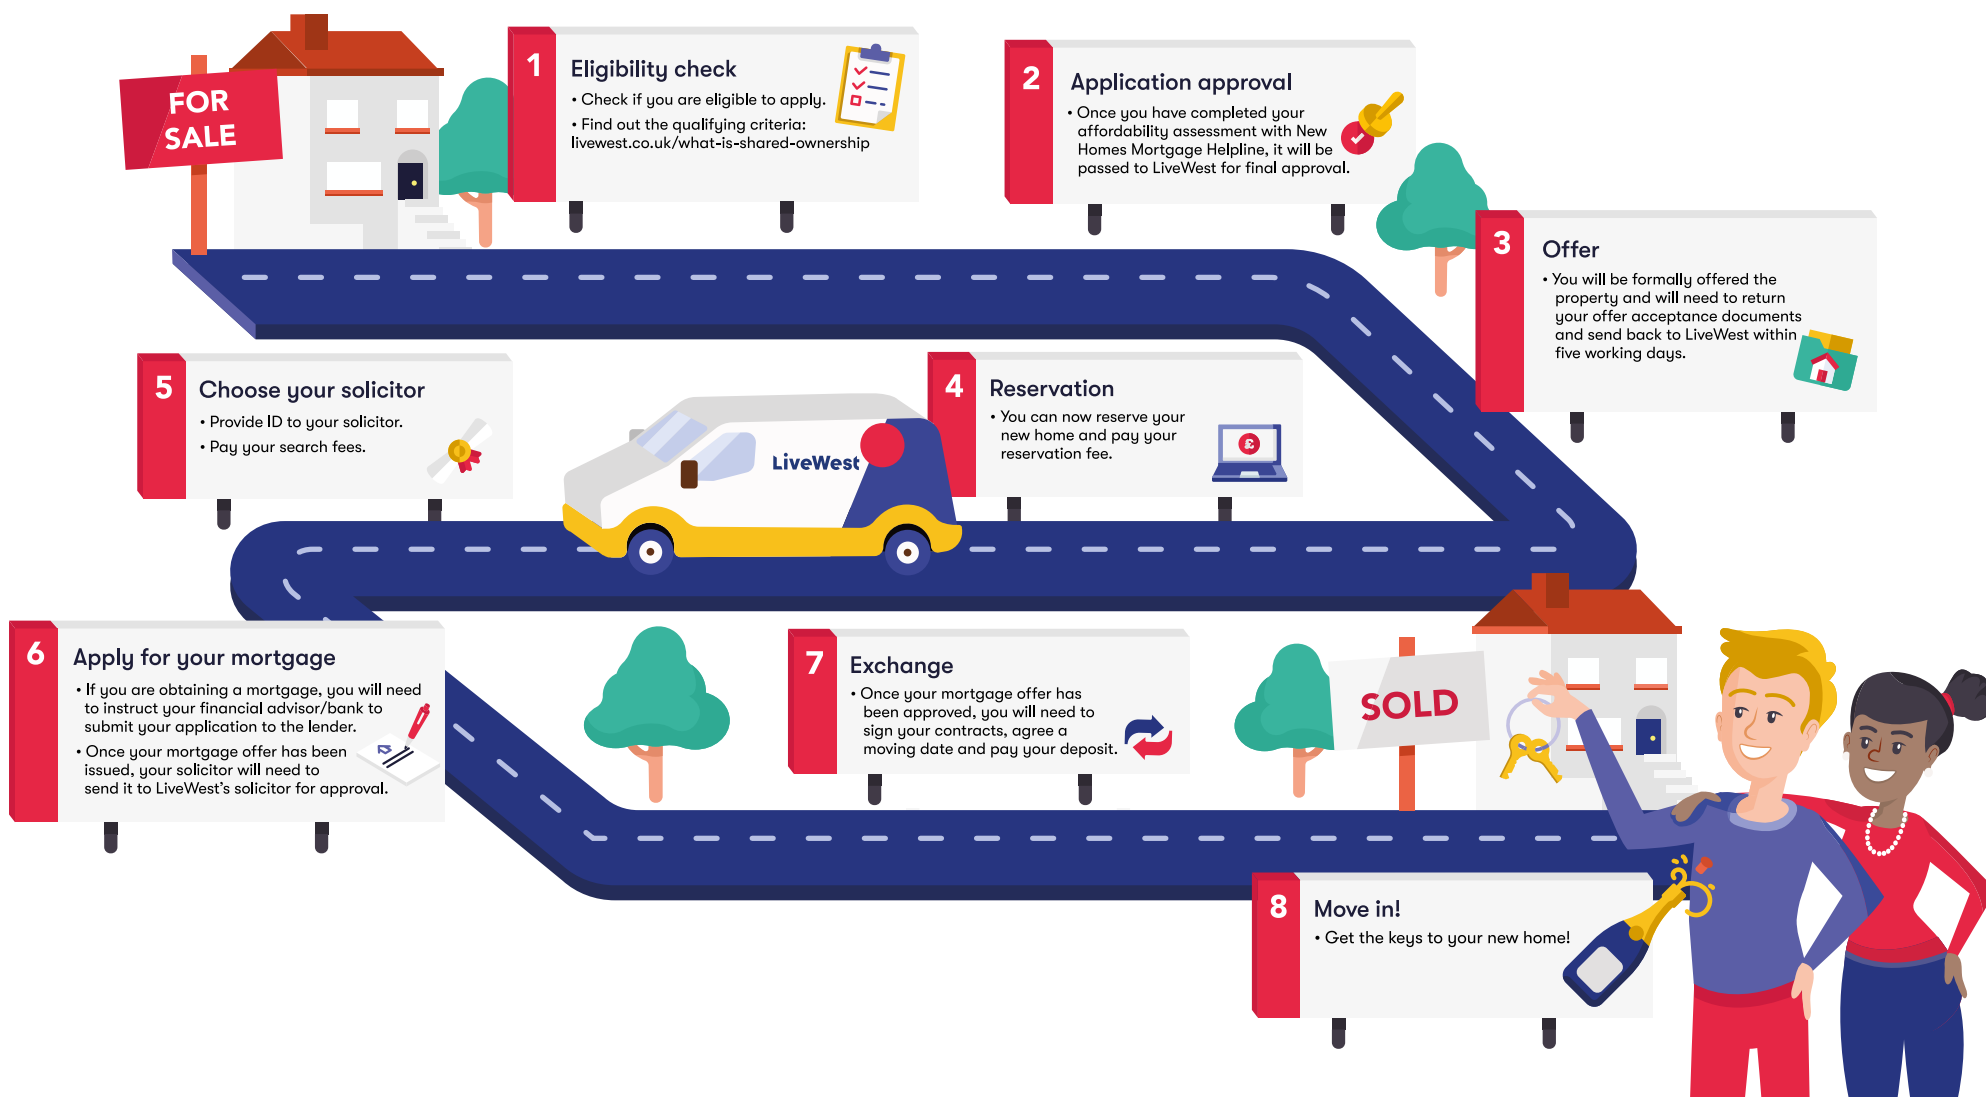 FOR
SALE
1
Eligibility check
• Check if you are eligible to apply.
• Find out the qualifying criteria:
livewest.co.uk/what-is-shared-ownership
2
Application approval
• Once you have completed your
affordability assessment with New
Homes Mortgage Helpline, it will be
passed to LiveWest for final approval.
3
Offer
• You will be formally offered the
property and will need to return
your offer acceptance documents
and send back to LiveWest within
five working days.
4
Reservation
• You can now reserve your
new home and pay your
reservation fee.
£
LiveWest
5
Choose your solicitor
• Provide ID to your solicitor.
• Pay your search fees.
6
Apply for your mortgage
• If you are obtaining a mortgage, you will need
to instruct your financial advisor/bank to
submit your application to the lender.
• Once your mortgage offer has been
issued, your solicitor will need to
send it to LiveWest's solicitor for approval.
7
Exchange
• Once your mortgage offer has
been approved, you will need to
sign your contracts, agree a
moving date and pay your deposit.
SOLD
8
Move in!
• Get the keys to your new home!